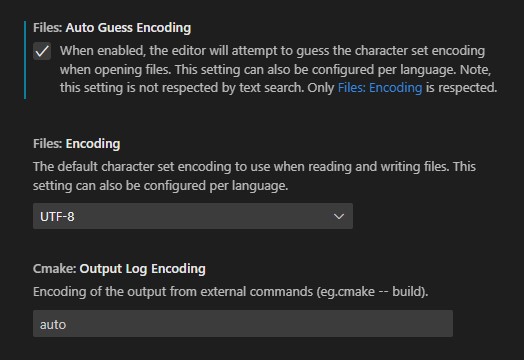 Files: Auto Guess Encoding
When enabled, the editor will attempt to guess the character set encoding
when opening files. This setting can also be configured per language. Note,
this setting is not respected by text search. Only Files: Encoding is respected.
Files: Encoding
The default character set encoding to use when reading and writing files. This
setting can also be configured per language.
UTF-8
Cmake: Output Log Encoding
Encoding of the output from external commands (eg.cmake -- build).
auto